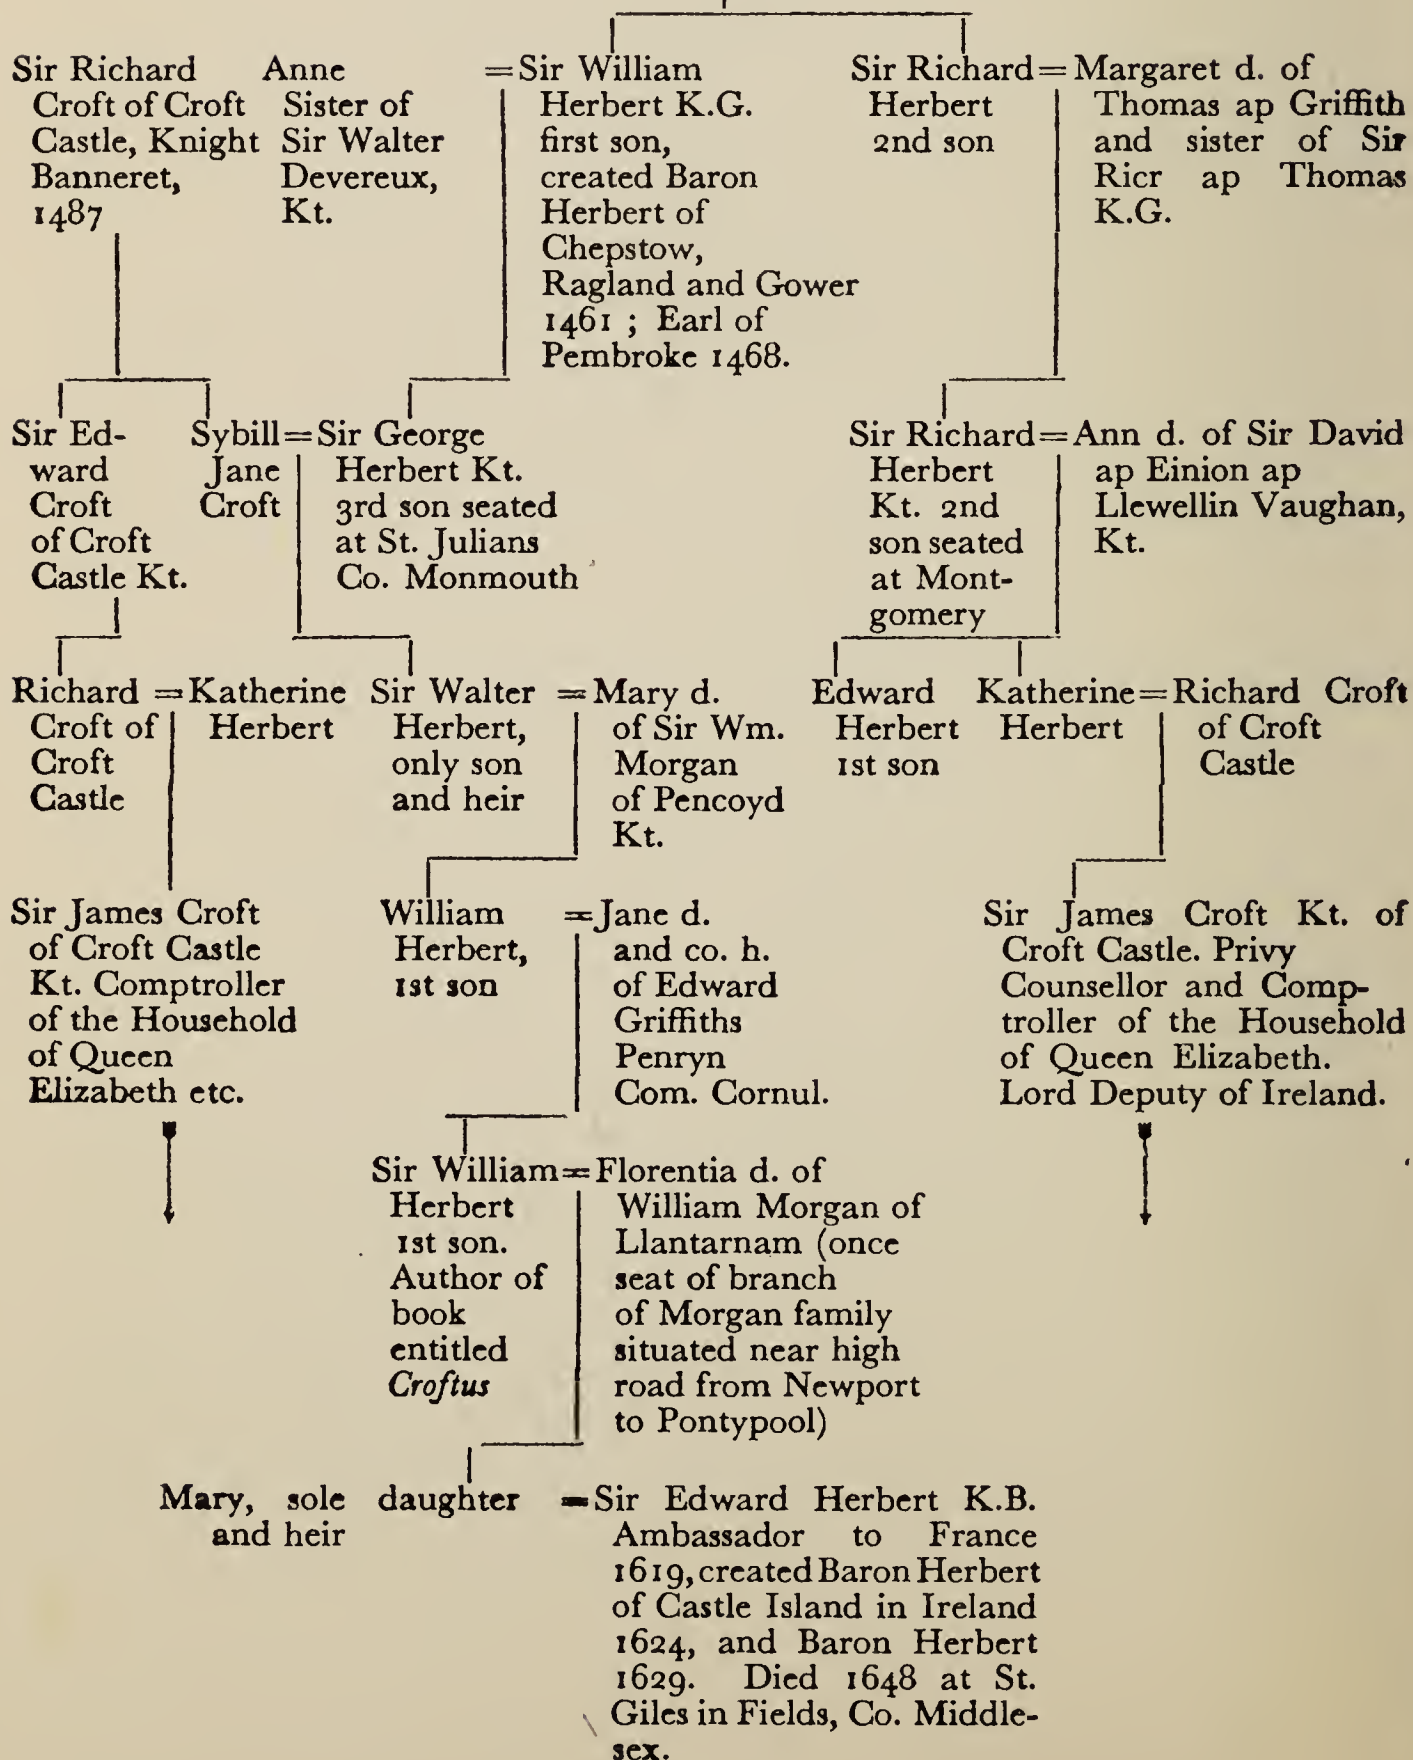 Sir Richard
Croft of Croft
Castle, Knight
Banneret,
1487
Anne
Sister of
Sir Walter
Devereux,
Kt.
=Sir William
Herbert K.G.
first son,
created Baron
Herbert of
Chepstow,
Ragland and Gower
1461 ; Earl of
Pembroke 1468.
Sir Richard=
Herbert
2nd son
Margaret d. of
Thomas ap Griffith
and sister of Sir
Ricr ap Thomas
K.G.
Sir Ed-
ward
Croft
of Croft
Castle Kt.
Sybill=
Jane
Croft
Sir George
Herbert Kt.
3rd son seated
at St. Julians
Co. Monmouth
Sir Richard=
Herbert
Kt. 2nd
son seated
at Mont-
gomery
Ann d. of Sir David
ap Einion ap
Llewellin Vaughan,
Kt.
Richard =
Croft of
Croft
Castle
Katherine
Herbert
Sir Walter =
Herbert,
only son
and heir
Mary d.
of Sir Wm.
Morgan
of Pencoyd
Kt.
Edward
Herbert
1st son
Katherine=
Herbert
Richard Croft
of Croft
Castle
Sir James Croft
of Croft Castle
Kt. Comptroller
of the Household
of Queen
Elizabeth etc.
William
Herbert,
1st son
=Jane d.
and co. h.
of Edward
Griffiths
Penryn
Com. Cornul.
Sir James Croft Kt. of
Croft Castle. Privy
Counsellor and Comp-
troller of the Household
of Queen Elizabeth.
Lord Deputy of Ireland.
Sir William=
Herbert
1st son.
Author of
book
entitled
Croftus
Florentia d. of
William Morgan of
Llantarnam (once
seat of branch
of Morgan family
situated near high
road from Newport
to Pontypool)
Mary, sole daughter
and heir
=Sir Edward Herbert K.B.
Ambassador to France
1619, created Baron Herbert
of Castle Island in Ireland
1624, and Baron Herbert
1629. Died 1648 at St.
Giles in Fields, Co. Middle-
sex.